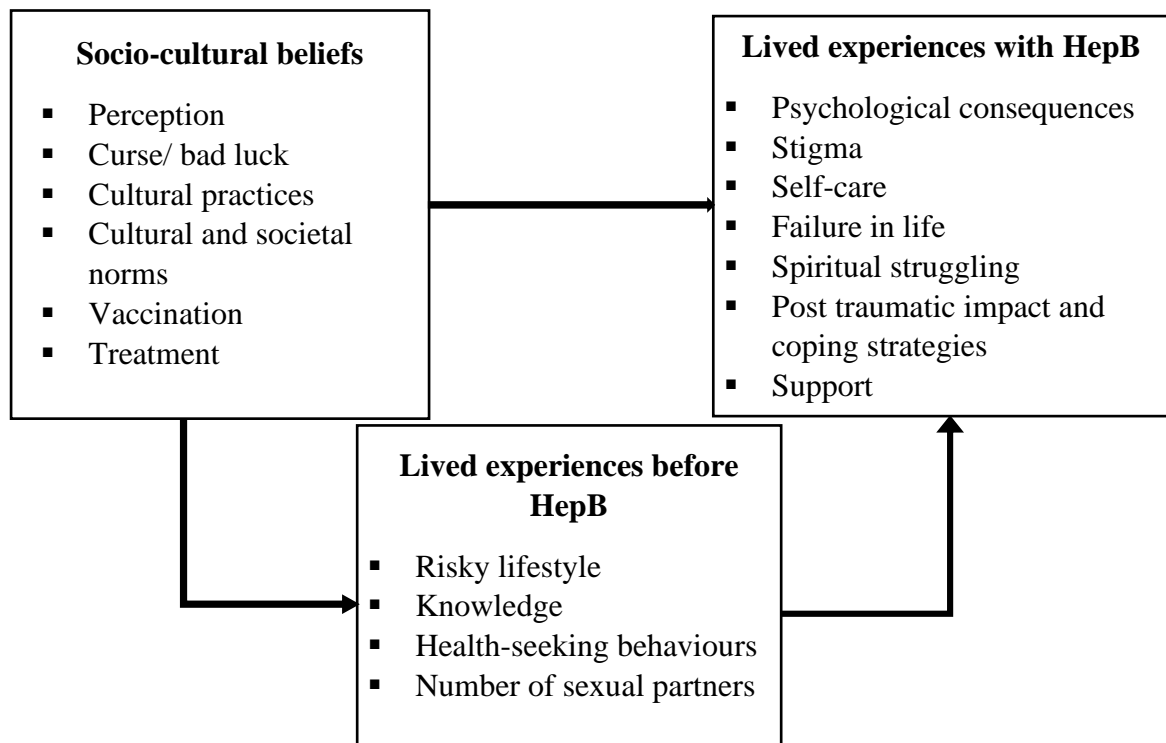 Socio-cultural beliefs
▪ Perception
▪ Curse/ bad luck
▪ Cultural practices
▪ Cultural and societal
norms
▪ Vaccination
▪ Treatment
Lived experiences with HepB
▪ Psychological consequences
▪ Stigma
▪ Self-care
▪ Failure in life
▪ Spiritual struggling
▪ Post traumatic impact and
coping strategies
▪ Support
Lived experiences before
HepB
▪ Risky lifestyle
▪ Knowledge
▪ Health-seeking behaviours
▪ Number of sexual partners